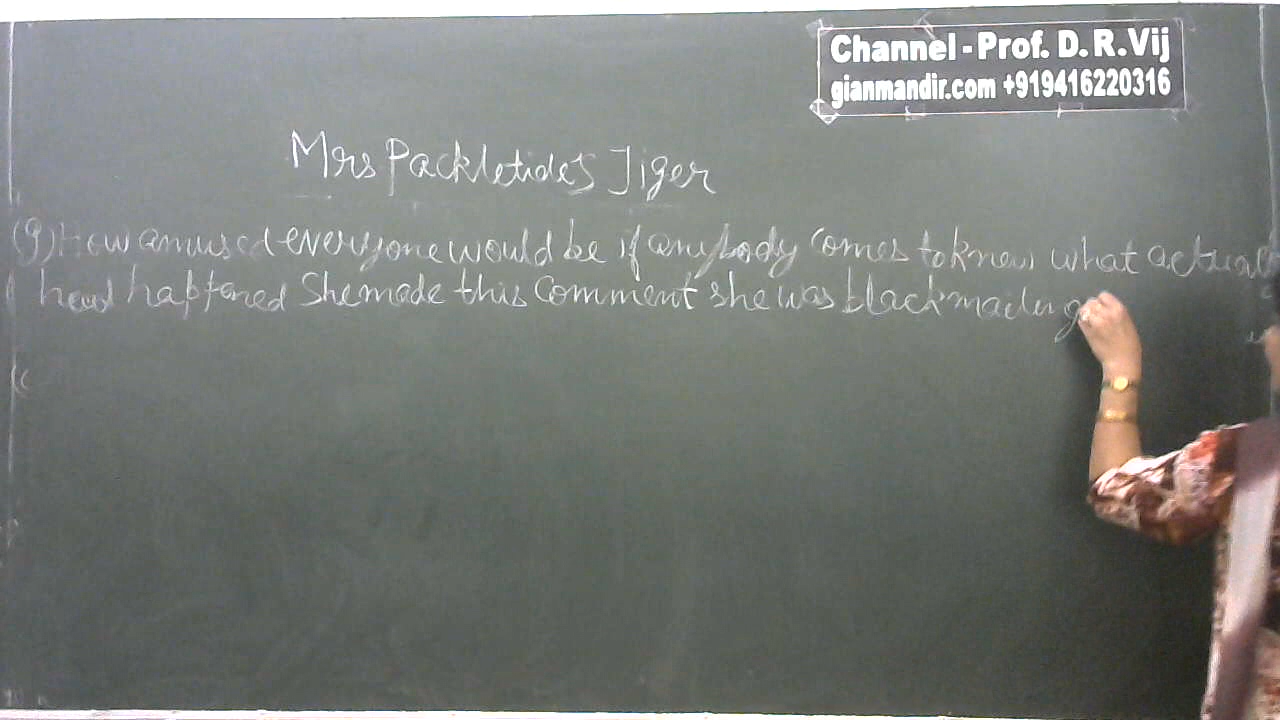 Channel - Prof. D. R. Vij
gianmandir.com +919416220316
Mrs Packletide's Tiger
(9) How amused everyone would be if anybody comes to know what actual
had happened She made this comment she was blackmailing